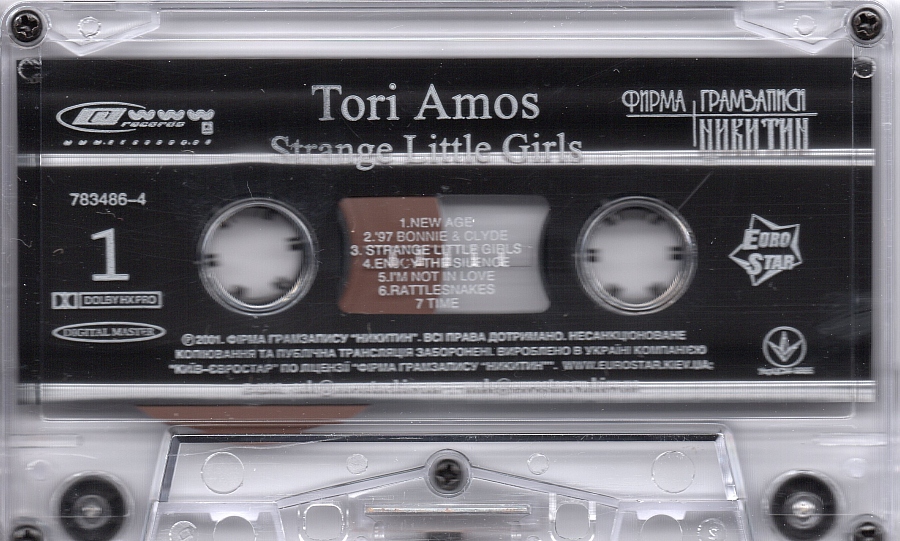 Tori Amos
Strange Little Girls
WWW
records
ФИРМА ГРАМЗАПИСИ
НИКИТИН
783486-4
1
DOLBY HX PRO
DIGITAL MASTER
1.NEW AGE
2.'97 BONNIE & CLYDE
3. STRANGE LITTLE GIRLS
4.ENJOY THE SILENCE
5.I'M NOT IN LOVE
6.RATTLESNAKES
7 TIME
EURO
STAR
℗2001. ФІРМА ГРАМЗАПИСУ "НИКИТИН". ВСІ ПРАВА ДОТРИМАНО. НЕСАНКЦІОНОВАНЕ
КОПІЮВАННЯ ТА ПУБЛІЧНА ТРАНСЛЯЦІЯ ЗАБОРОНЕНІ. ВИРОБЛЕНО В УКРАЇНІ КОМПАНІЄЮ
"КИЇВ-ЄВРОСТАР" ПО ЛІЦЕНЗІЇ "ФІРМА ГРАМЗАПИСУ "НИКИТИН"". WWW.EUROSTAR.KIEV.UA: